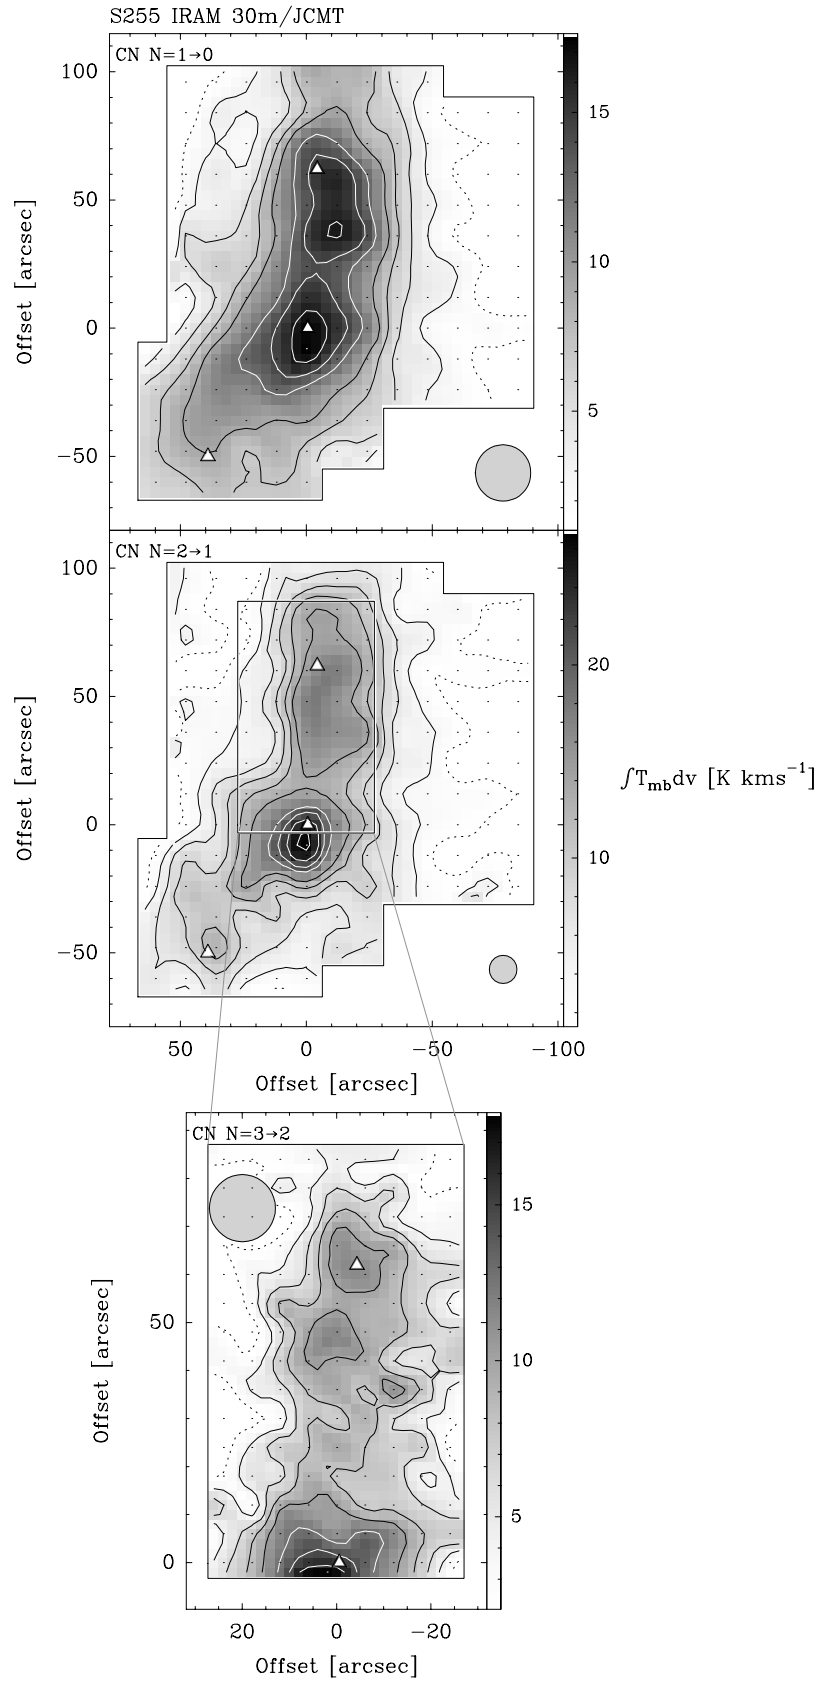 S255 IRAM 30m/JCMT
CN N=1→0
100
50
0
−50
Offset [arcsec]
15
10
5
CN N=2→1
100
50
0
−50
Offset [arcsec]
20
10
∫T_mb dv [K kms⁻¹]
50 0 −50 −100
Offset [arcsec]
CN N=3→2
50
0
Offset [arcsec]
15
10
5
20 0 −20
Offset [arcsec]